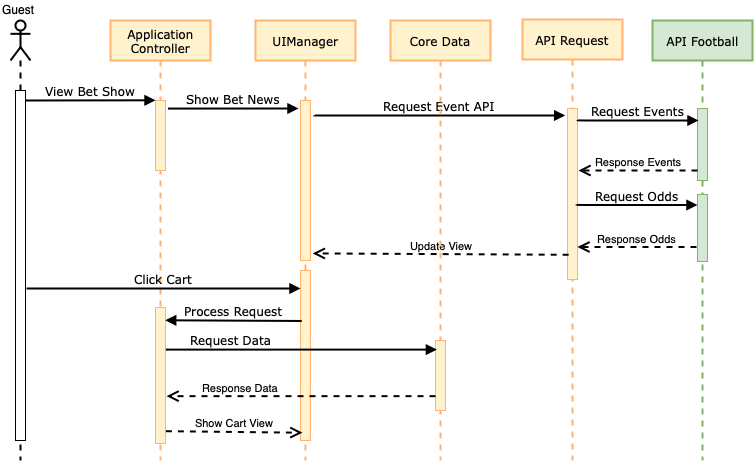 Guest
Application
Controller
UIManager
Core Data
API Request
API Football
View Bet Show
Show Bet News
Request Event API
Request Events
Response Events
Request Odds
Response Odds
Update View
Click Cart
Process Request
Request Data
Response Data
Show Cart View